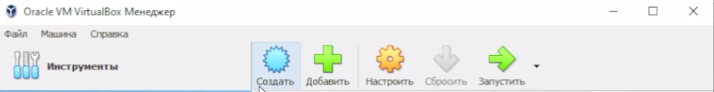 Oracle VM VirtualBox Менеджер
Файл Машина Справка
Инструменты
Создать Добавить Настроить Сбросить Запустить